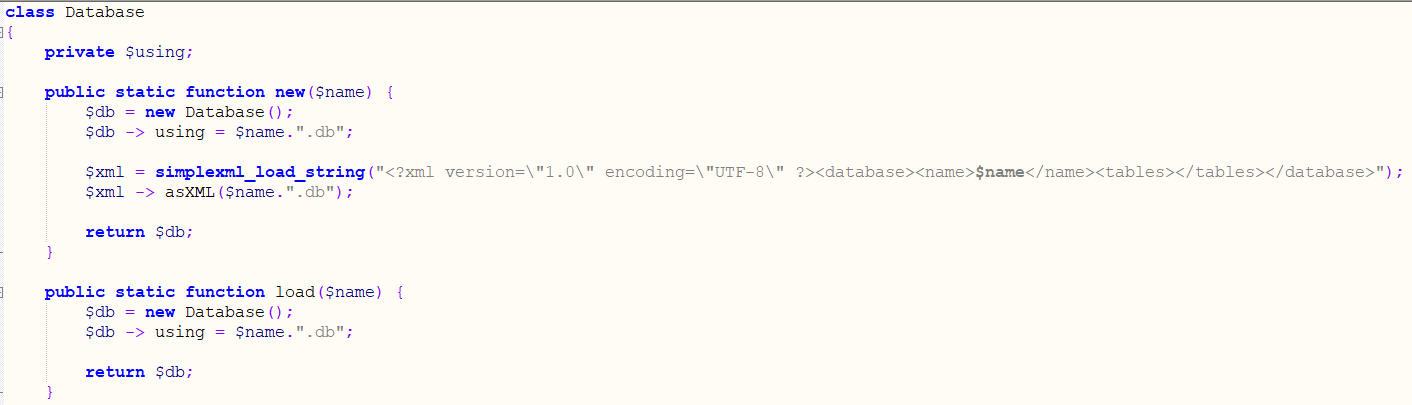 class Database
{
    private $using;
    public static function new($name) {
        $db = new Database();
        $db -> using = $name.".db";
        $xml = simplexml_load_string("<?xml version=\"1.0\" encoding=\"UTF-8\" ?><database><name>$name</name><tables></tables></database>");
        $xml -> asXML($name.".db");
        return $db;
    }
    public static function load($name) {
        $db = new Database();
        $db -> using = $name.".db";
        return $db;
    }